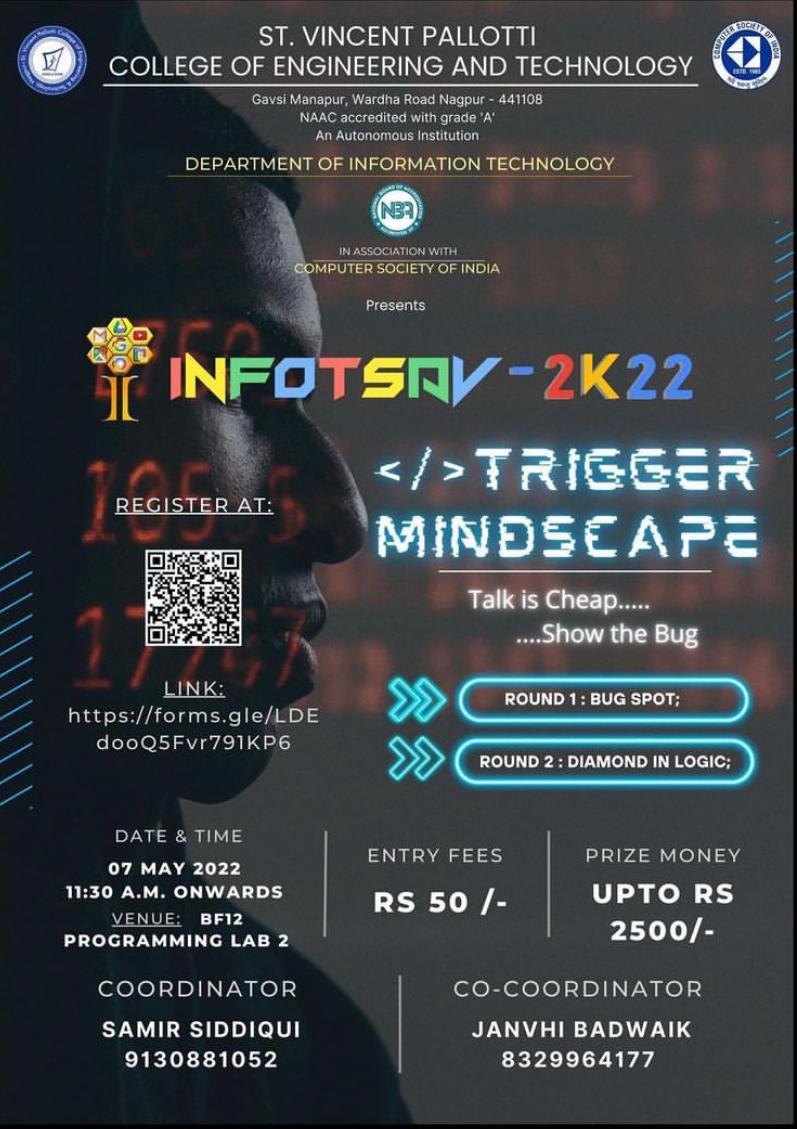 ST. VINCENT PALLOTTI
COLLEGE OF ENGINEERING AND TECHNOLOGY
Gavsi Manapur, Wardha Road Nagpur - 441108
NAAC accredited with grade 'A'
An Autonomous Institution
DEPARTMENT OF INFORMATION TECHNOLOGY
NBA
IN ASSOCIATION WITH
COMPUTER SOCIETY OF INDIA
Presents
INFOTSAV-2K22
</>TRIGGER
MINDSCAPE
Talk is Cheap.....
....Show the Bug
REGISTER AT:
LINK:
https://forms.gle/LDE
dooQ5Fvr791KP6
ROUND 1 : BUG SPOT;
ROUND 2 : DIAMOND IN LOGIC;
DATE & TIME
07 MAY 2022
11:30 A.M. ONWARDS
VENUE: BF12
PROGRAMMING LAB 2
ENTRY FEES
RS 50 /-
PRIZE MONEY
UPTO RS
2500/-
COORDINATOR
SAMIR SIDDIQUI
9130881052
CO-COORDINATOR
JANVHI BADWAIK
8329964177